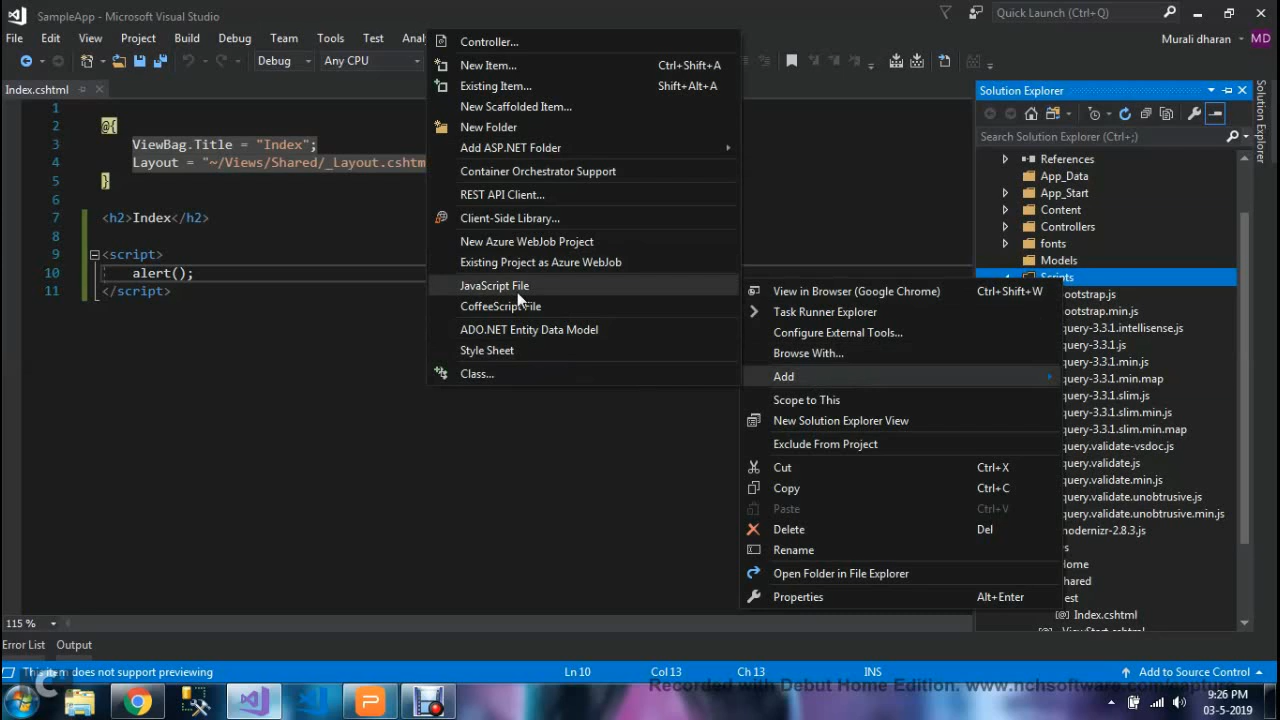 SampleApp - Microsoft Visual Studio
Quick Launch (Ctrl+Q)
File Edit View Project Build Debug Team Tools Test
Murali dharan
MD
Debug
Any CPU
Index.cshtml
1
2 @{
3 ViewBag.Title = "Index";
4 Layout = "~/Views/Shared/_Layout.cshtm
5 }
6
7 <h2>Index</h2>
8
9 <script>
10 alert();
11 </script>
Controller...
New Item... Ctrl+Shift+A
Existing Item... Shift+Alt+A
New Scaffolded Item...
New Folder
Add ASP.NET Folder
Container Orchestrator Support
REST API Client...
Client-Side Library...
New Azure WebJob Project
Existing Project as Azure WebJob
JavaScript File
CoffeeScript File
ADO.NET Entity Data Model
Style Sheet
Class...
View in Browser (Google Chrome) Ctrl+Shift+W
Task Runner Explorer
Configure External Tools...
Browse With...
Add
Scope to This
New Solution Explorer View
Exclude From Project
Cut Ctrl+X
Copy Ctrl+C
Paste Ctrl+V
Delete Del
Rename
Open Folder in File Explorer
Properties Alt+Enter
Solution Explorer
Search Solution Explorer (Ctrl+;)
References
App_Data
App_Start
Content
Controllers
fonts
Models
Scripts
ootstrap.js
ootstrap.min.js
query-3.3.1.intellisense.js
query-3.3.1.js
query-3.3.1.min.js
query-3.3.1.min.map
query-3.3.1.slim.js
query-3.3.1.slim.min.js
query-3.3.1.slim.min.map
query.validate-vsdoc.js
query.validate.js
query.validate.min.js
query.validate.unobtrusive.js
query.validate.unobtrusive.min.js
modernizr-2.8.3.js
s
ome
hared
est
Index.cshtml
ViewStart.cshtml
Solution Explorer
115 %
Error List Output
This item does not support previewing
Ln 10 Col 13 Ch 13 INS
Add to Source Control
Recorded with Debut Home Edition. www.nchsoftware.com/captur
9:26 PM
03-5-2019